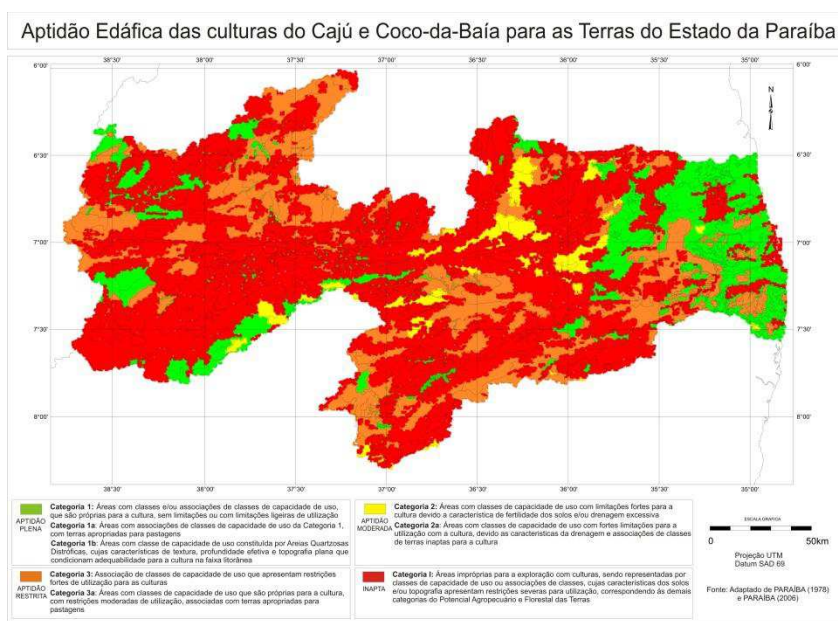 Aptidão Edáfica das culturas do Cajú e Coco-da-Baía para as Terras do Estado da Paraíba
38°30' 38°00' 37°30' 37°00' 36°30' 36°00' 35°30' 35°00'
6°00' 6°00'
N
6°30' 6°30'
7°00' 7°00'
7°30' 7°30'
8°00' 8°00'
38°30' 38°00' 37°30' 37°00' 36°30' 36°00' 35°30' 35°00'
APTIDÃO
PLENA
Categoria 1: Áreas com classes e/ou associações de classes de capacidade de uso,
que são próprias para a cultura, sem limitações ou com limitações ligeiras de utilização
Categoria 1a: Áreas com associações de classes de capacidade de uso da Categoria 1,
com terras apropriadas para pastagens
Categoria 1b: Áreas com classe de capacidade de uso constituída por Areias Quartzosas
Distróficas, cujas características de textura, profundidade efetiva e topografia plana que
condicionam adequabilidade para a cultura na faixa litorânea
APTIDÃO
MODERADA
Categoria 2: Áreas com classes de capacidade de uso com limitações fortes para a
cultura devido a característica de fertilidade dos solos e/ou drenagem excessiva
Categoria 2a: Áreas com classes de capacidade de uso com fortes limitações para a
utilização com a cultura, devido as características da drenagem e associações de classes
de terras inaptas para a cultura
APTIDÃO
RESTRITA
Categoria 3: Associação de classes de capacidade de uso que apresentam restrições
fortes de utilização para as culturas
Categoria 3a: Áreas com classes de capacidade de uso que são próprias para a cultura,
com restrições moderadas de utilização, associadas com terras apropriadas para
pastagens
INAPTA
Categoria I: Áreas impróprias para a exploração com culturas, sendo representadas por
classes de capacidade de uso ou associações de classes, cujas características dos solos
e/ou topografia apresentam restrições severas para utilização, correspondendo às demais
categorias do Potencial Agropecuário e Florestal das Terras
ESCALA GRÁFICA
0 50km
Projeção UTM
Datum SAD 69
Fonte: Adaptado de PARAÍBA (1978)
e PARAÍBA (2006)